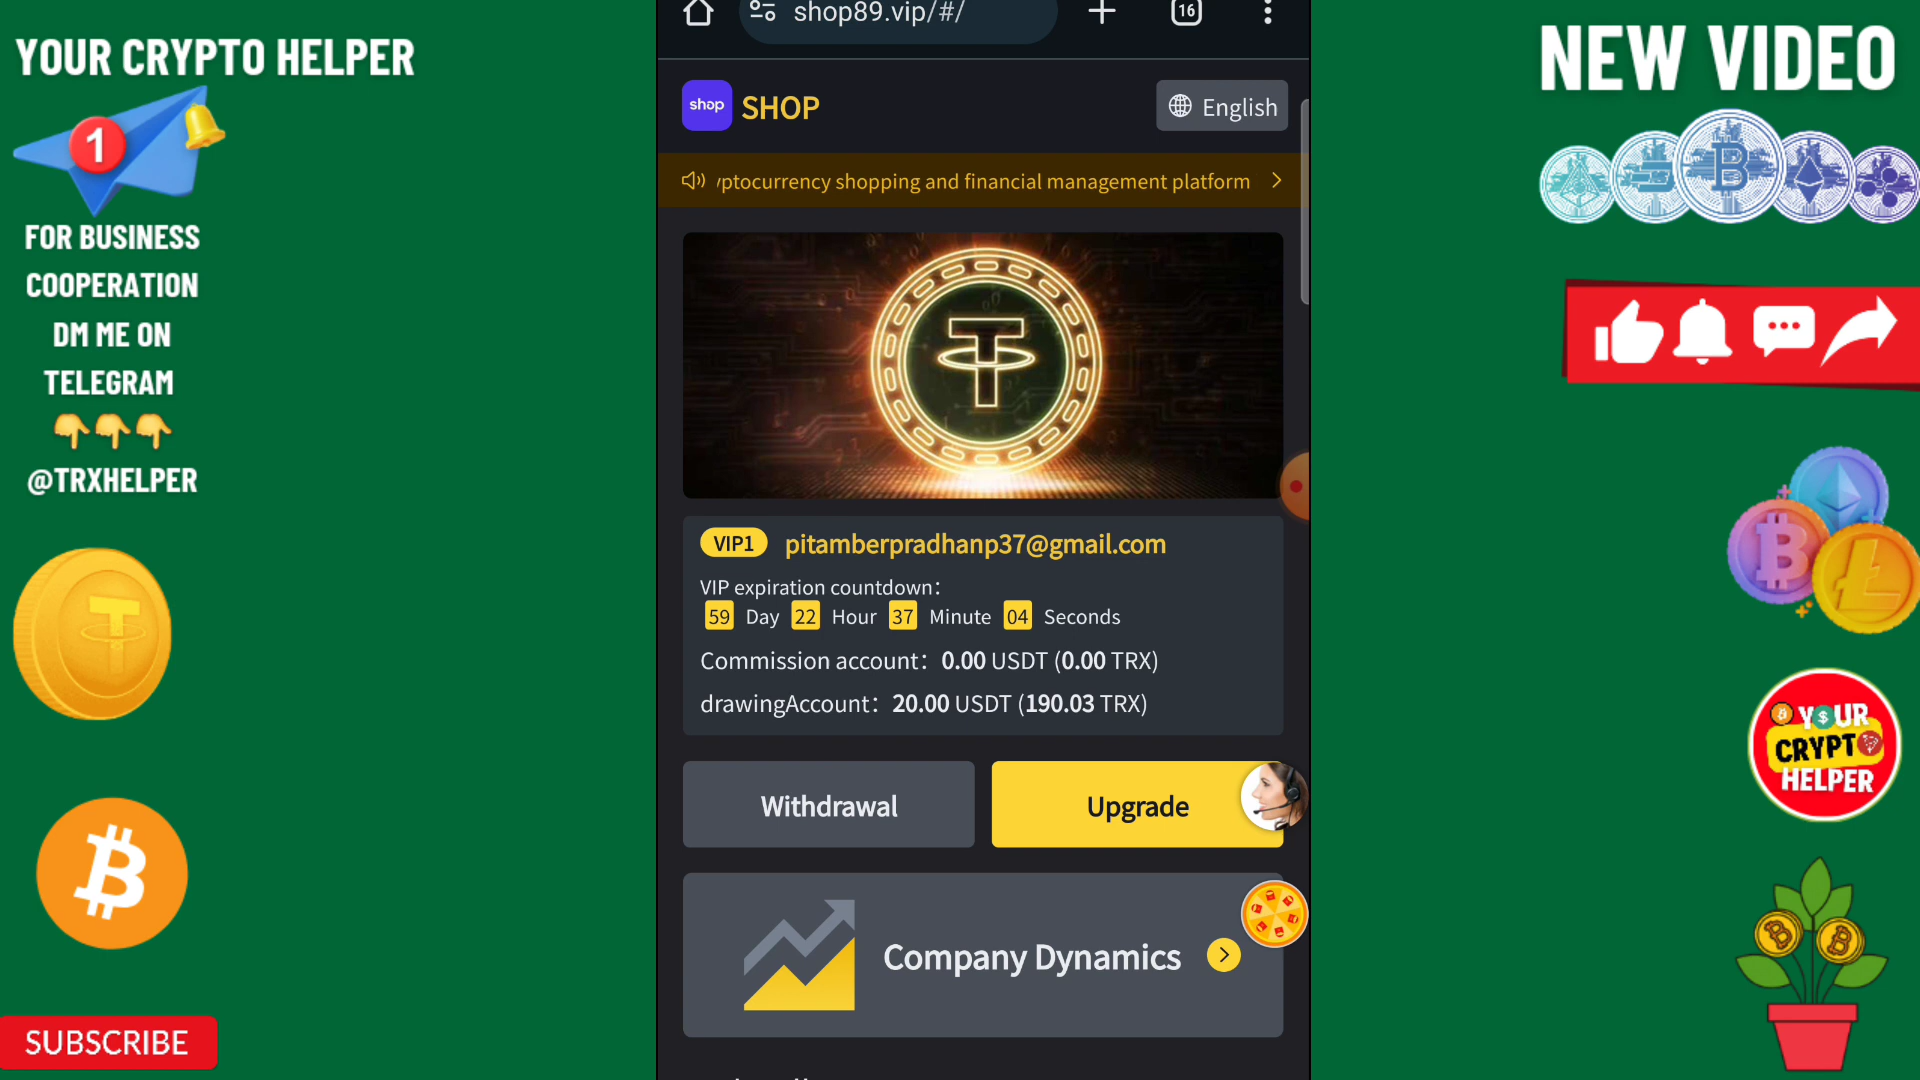 YOUR CRYPTO HELPER
1
FOR BUSINESS
COOPERATION
DM ME ON
TELEGRAM
@TRXHELPER
SUBSCRIBE
shop89.vip/#/
16
shop SHOP
English
yptocurrency shopping and financial management platform
VIP1 pitamberpradhanp37@gmail.com
VIP expiration countdown：
59 Day 22 Hour 37 Minute 04 Seconds
Commission account： 0.00 USDT (0.00 TRX)
drawingAccount： 20.00 USDT (190.03 TRX)
Withdrawal
Upgrade
Company Dynamics
NEW VIDEO
YOUR
CRYPTO
HELPER